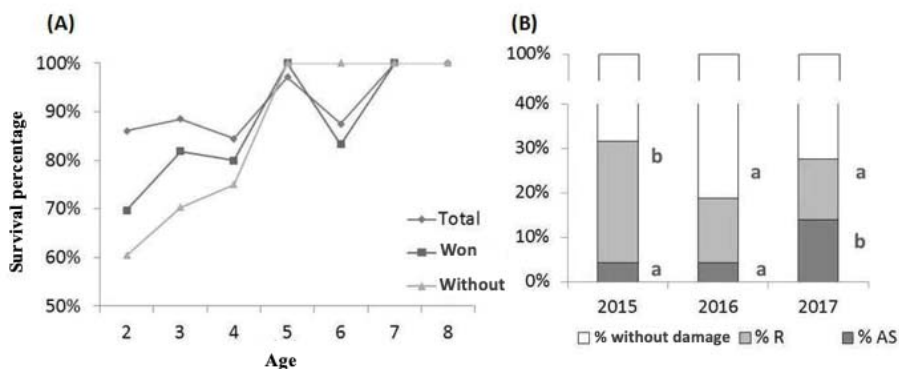 (A)
Survival percentage
100%
90%
80%
70%
60%
50%
2 3 4 5 6 7 8
Age
Total
Won
Without
(B)
100%
40%
30%
20%
10%
0%
b
a
a
a
a
b
2015 2016 2017
% without damage % R % AS